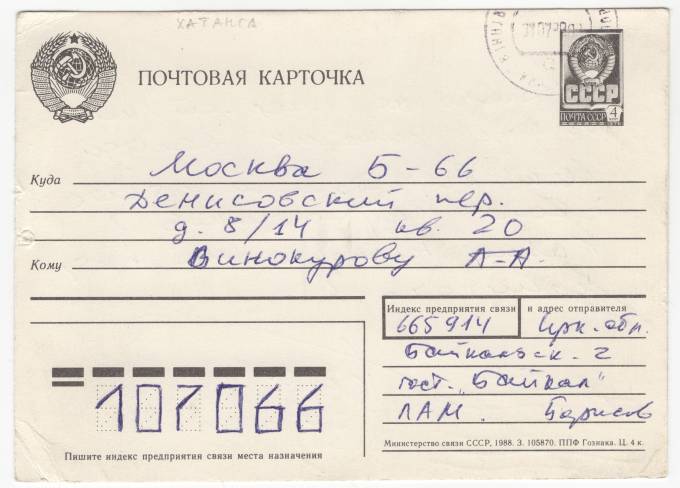 ХАТАНГА
ПОЧТОВАЯ КАРТОЧКА
СССР
ПОЧТА СССР 4
Куда Москва Б-66
Денисовский пер.
д. 8/14 кв. 20
Кому Винокурову А-А.
Индекс предприятия связи и адрес отправителя
665914 Ирк. обл.
Байкальск-2
гост. „Байкал"
ЛАМ. Борисов
107066
Министерство связи СССР, 1988. З. 105870. ППФ Гознака. Ц. 4 к.
Пишите индекс предприятия связи места назначения